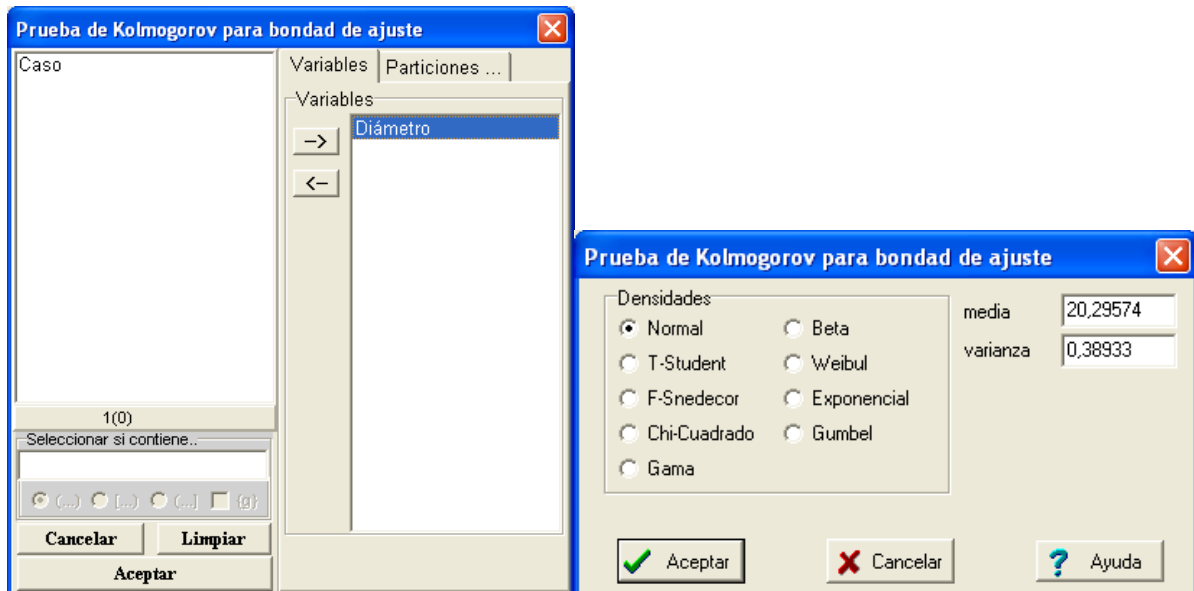 Prueba de Kolmogorov para bondad de ajuste
Caso
1(0)
Seleccionar si contiene..
(...) [...) (...] {g}
Cancelar Limpiar
Aceptar
Variables Particiones ...
Variables
–>
<–
Diámetro
Prueba de Kolmogorov para bondad de ajuste
Densidades
Normal Beta
T-Student Weibul
F-Snedecor Exponencial
Chi-Cuadrado Gumbel
Gama
media 20,29574
varianza 0,38933
Aceptar Cancelar Ayuda